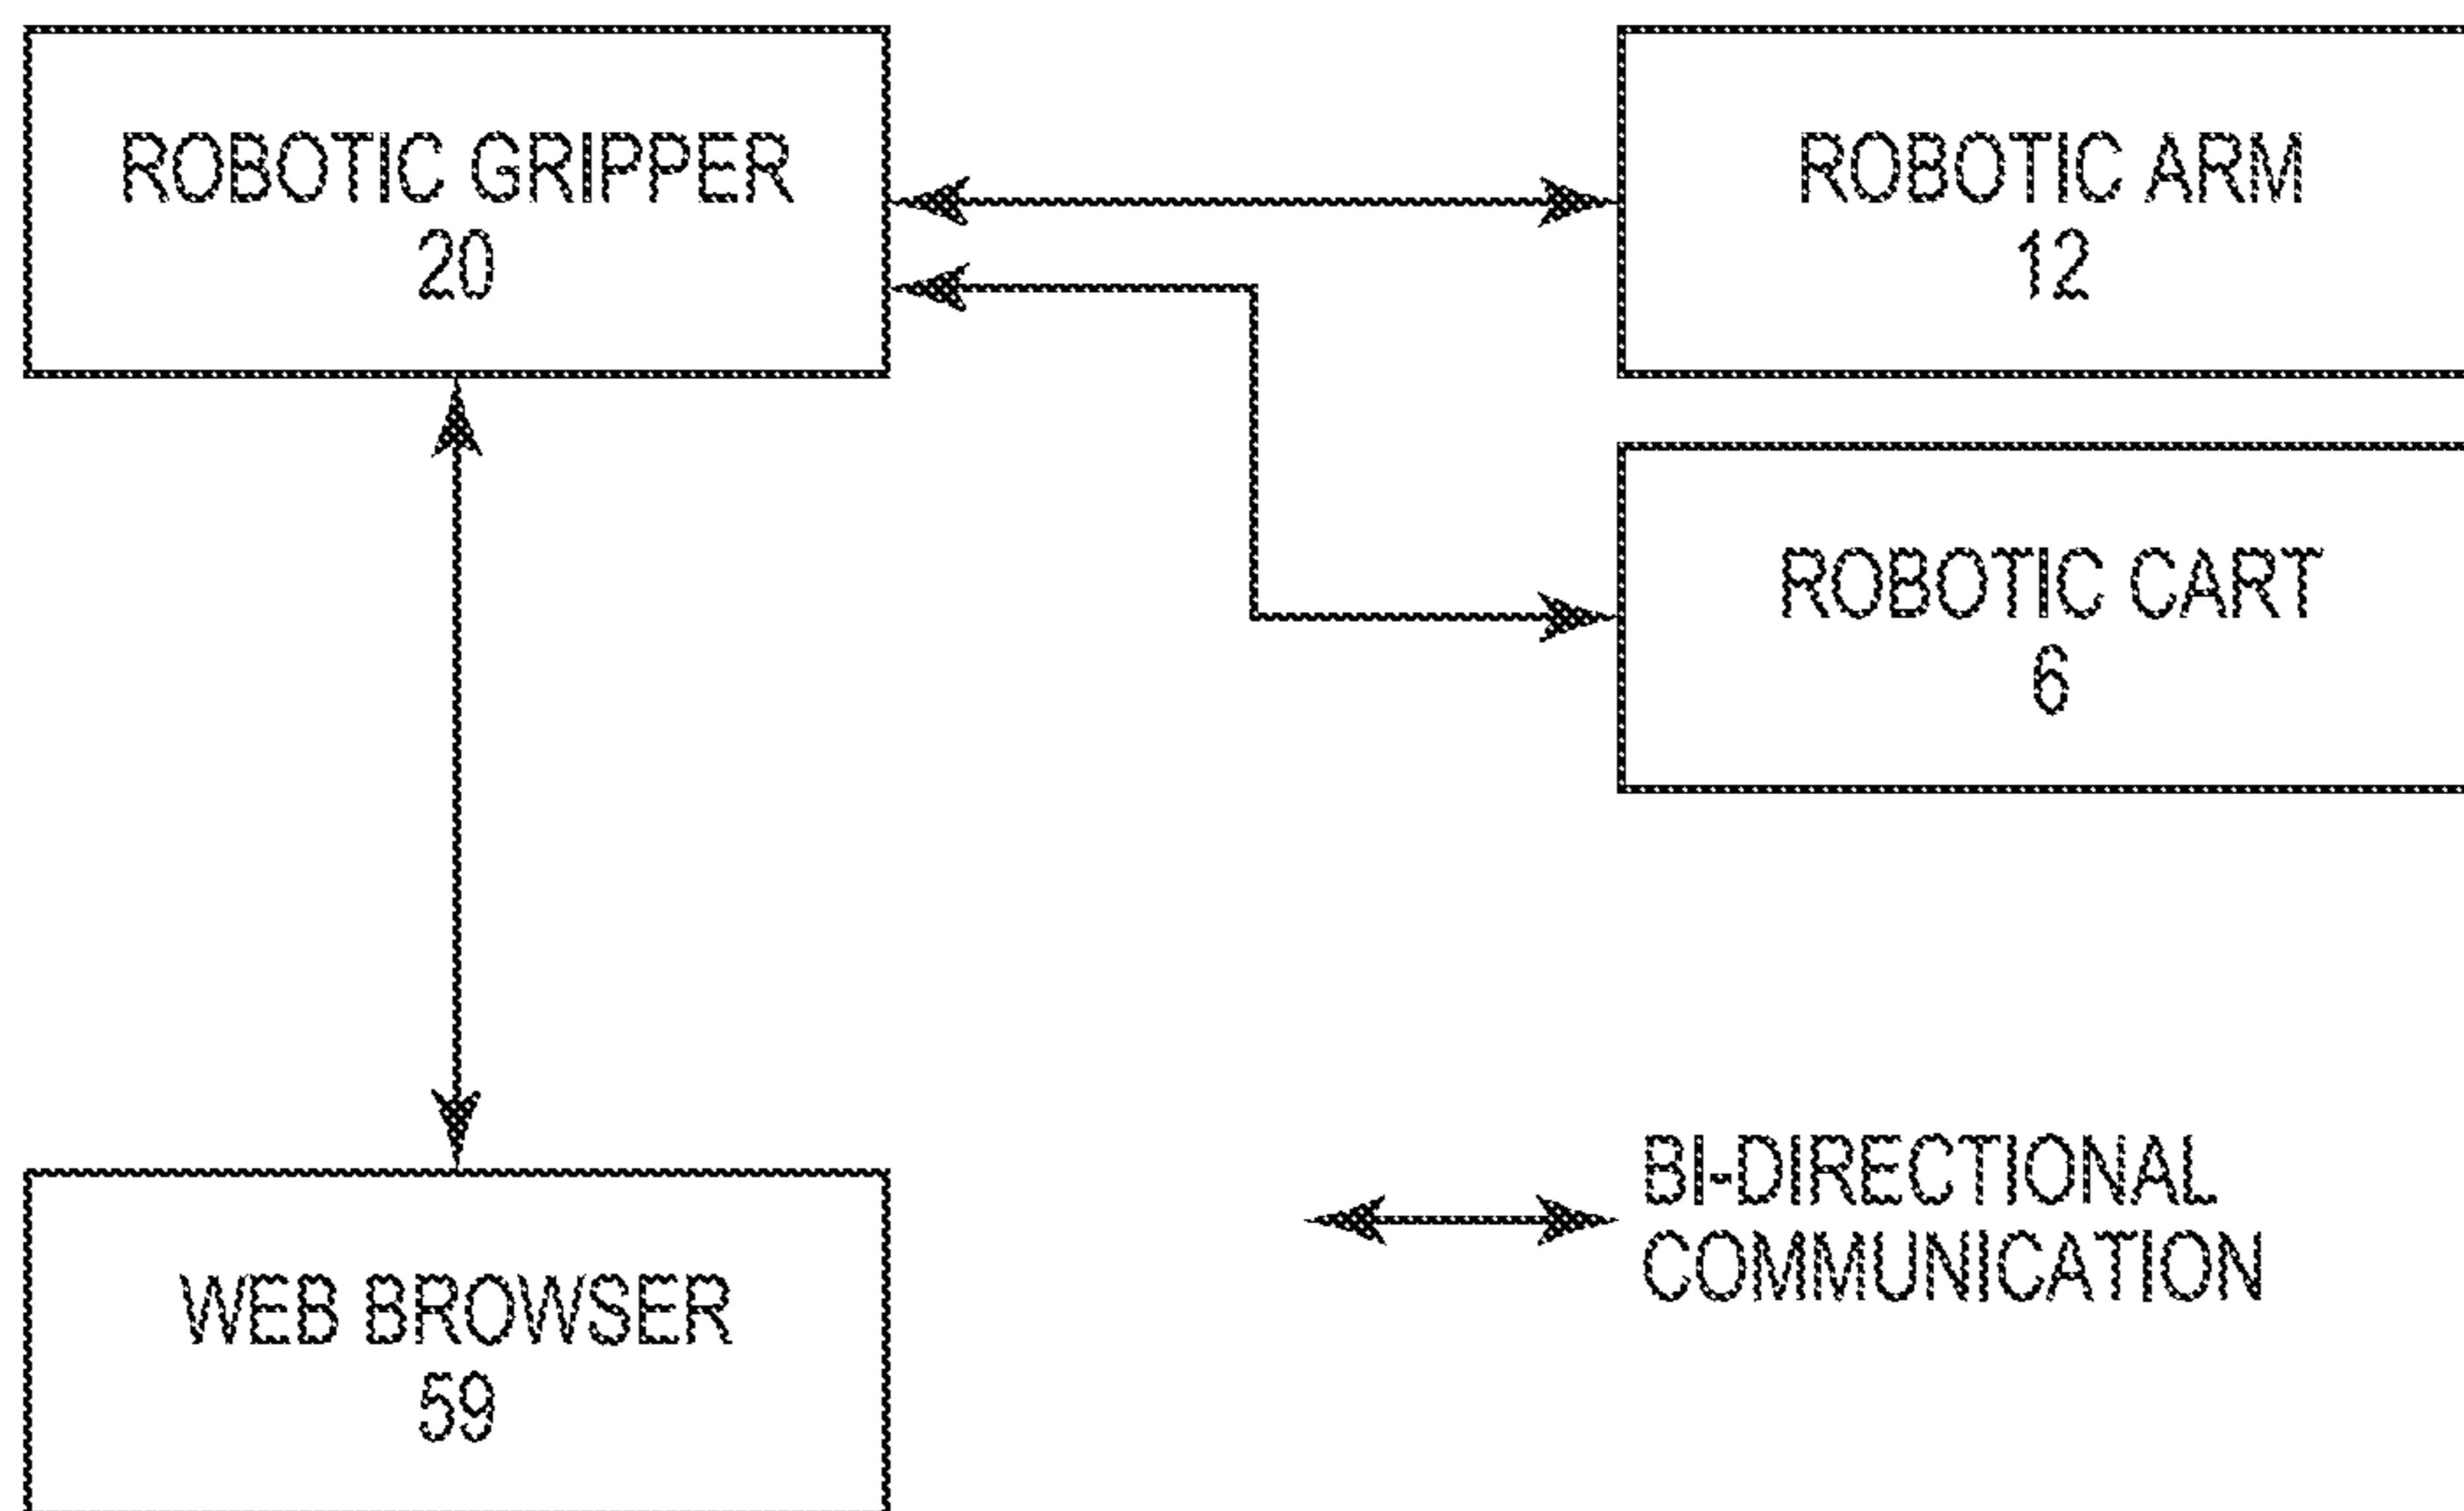 ROBOTIC GRIPPER
20
ROBOTIC ARM
12
ROBOTIC CART
6
BI-DIRECTIONAL
COMMUNICATION
WEB BROWSER
59